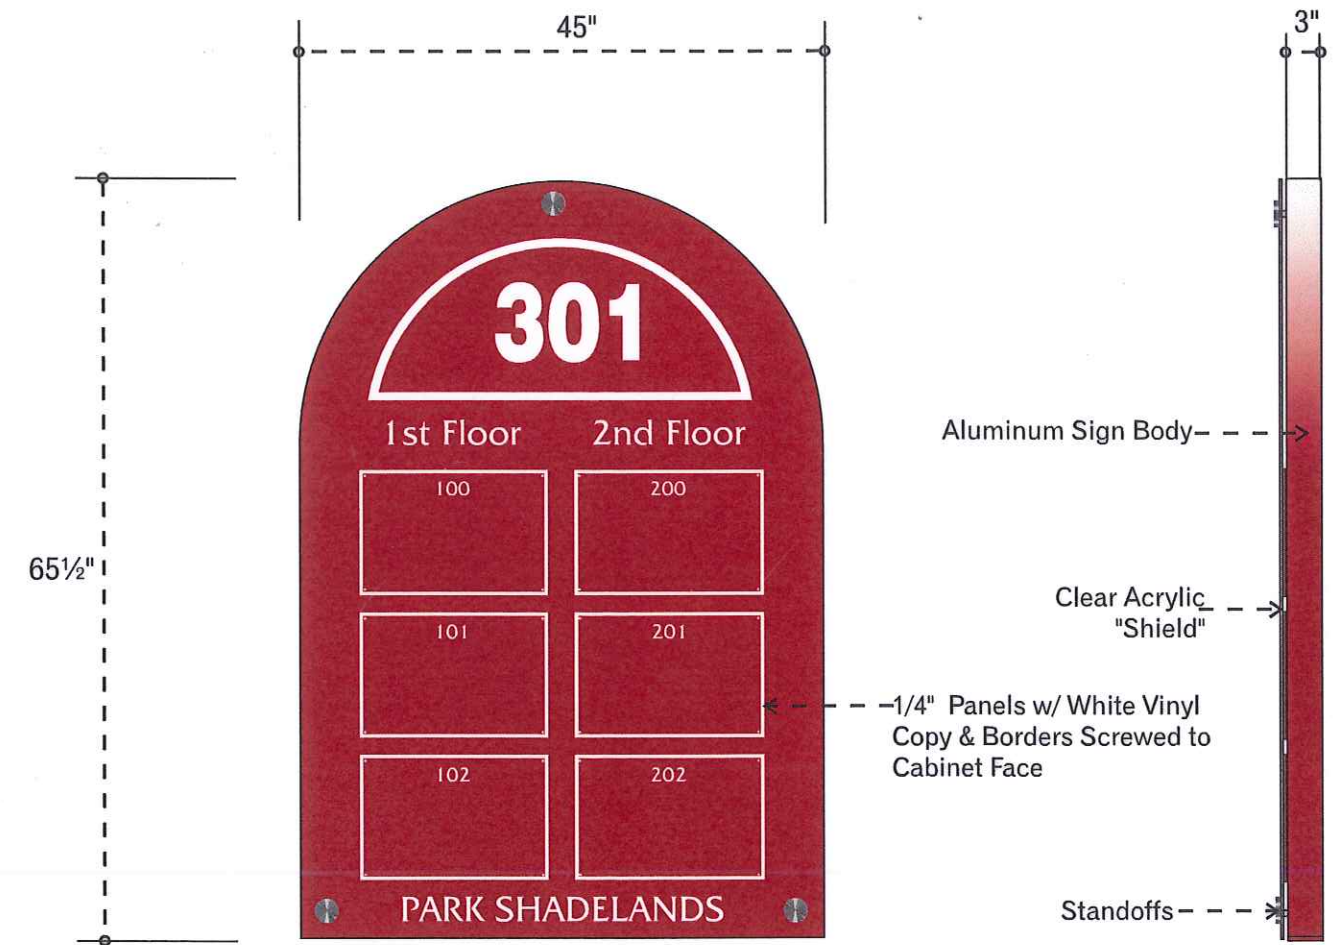 45"
3"
301
1st Floor 2nd Floor
Aluminum Sign Body
100 200
65½"
Clear Acrylic
"Shield"
101 201
1/4" Panels w/ White Vinyl
Copy & Borders Screwed to
Cabinet Face
102 202
PARK SHADELANDS
Standoffs